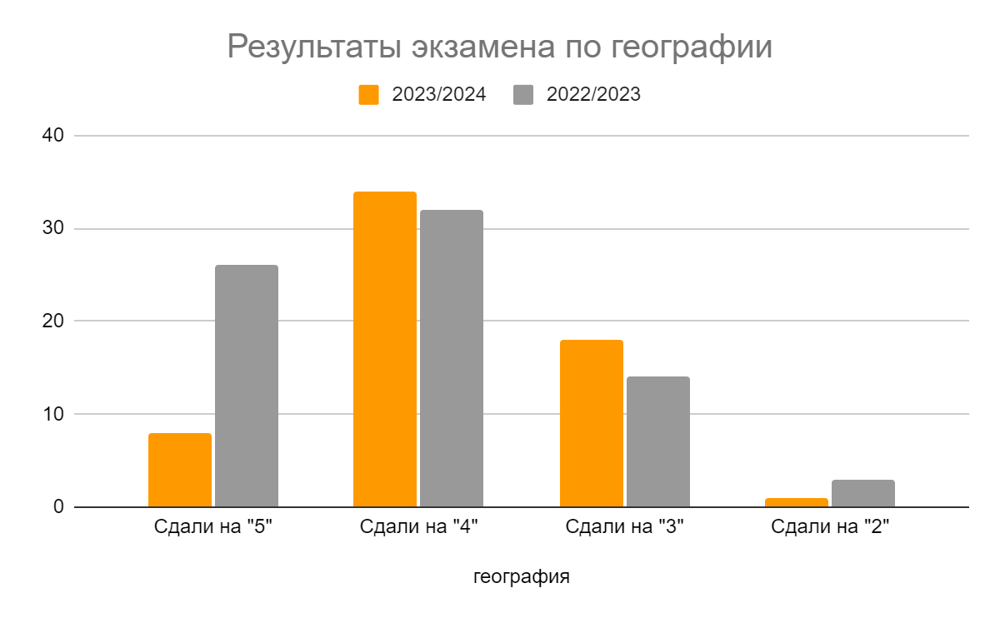 Результаты экзамена по географии
2023/2024 2022/2023
40
30
20
10
0
Сдали на "5" Сдали на "4" Сдали на "3" Сдали на "2"
география